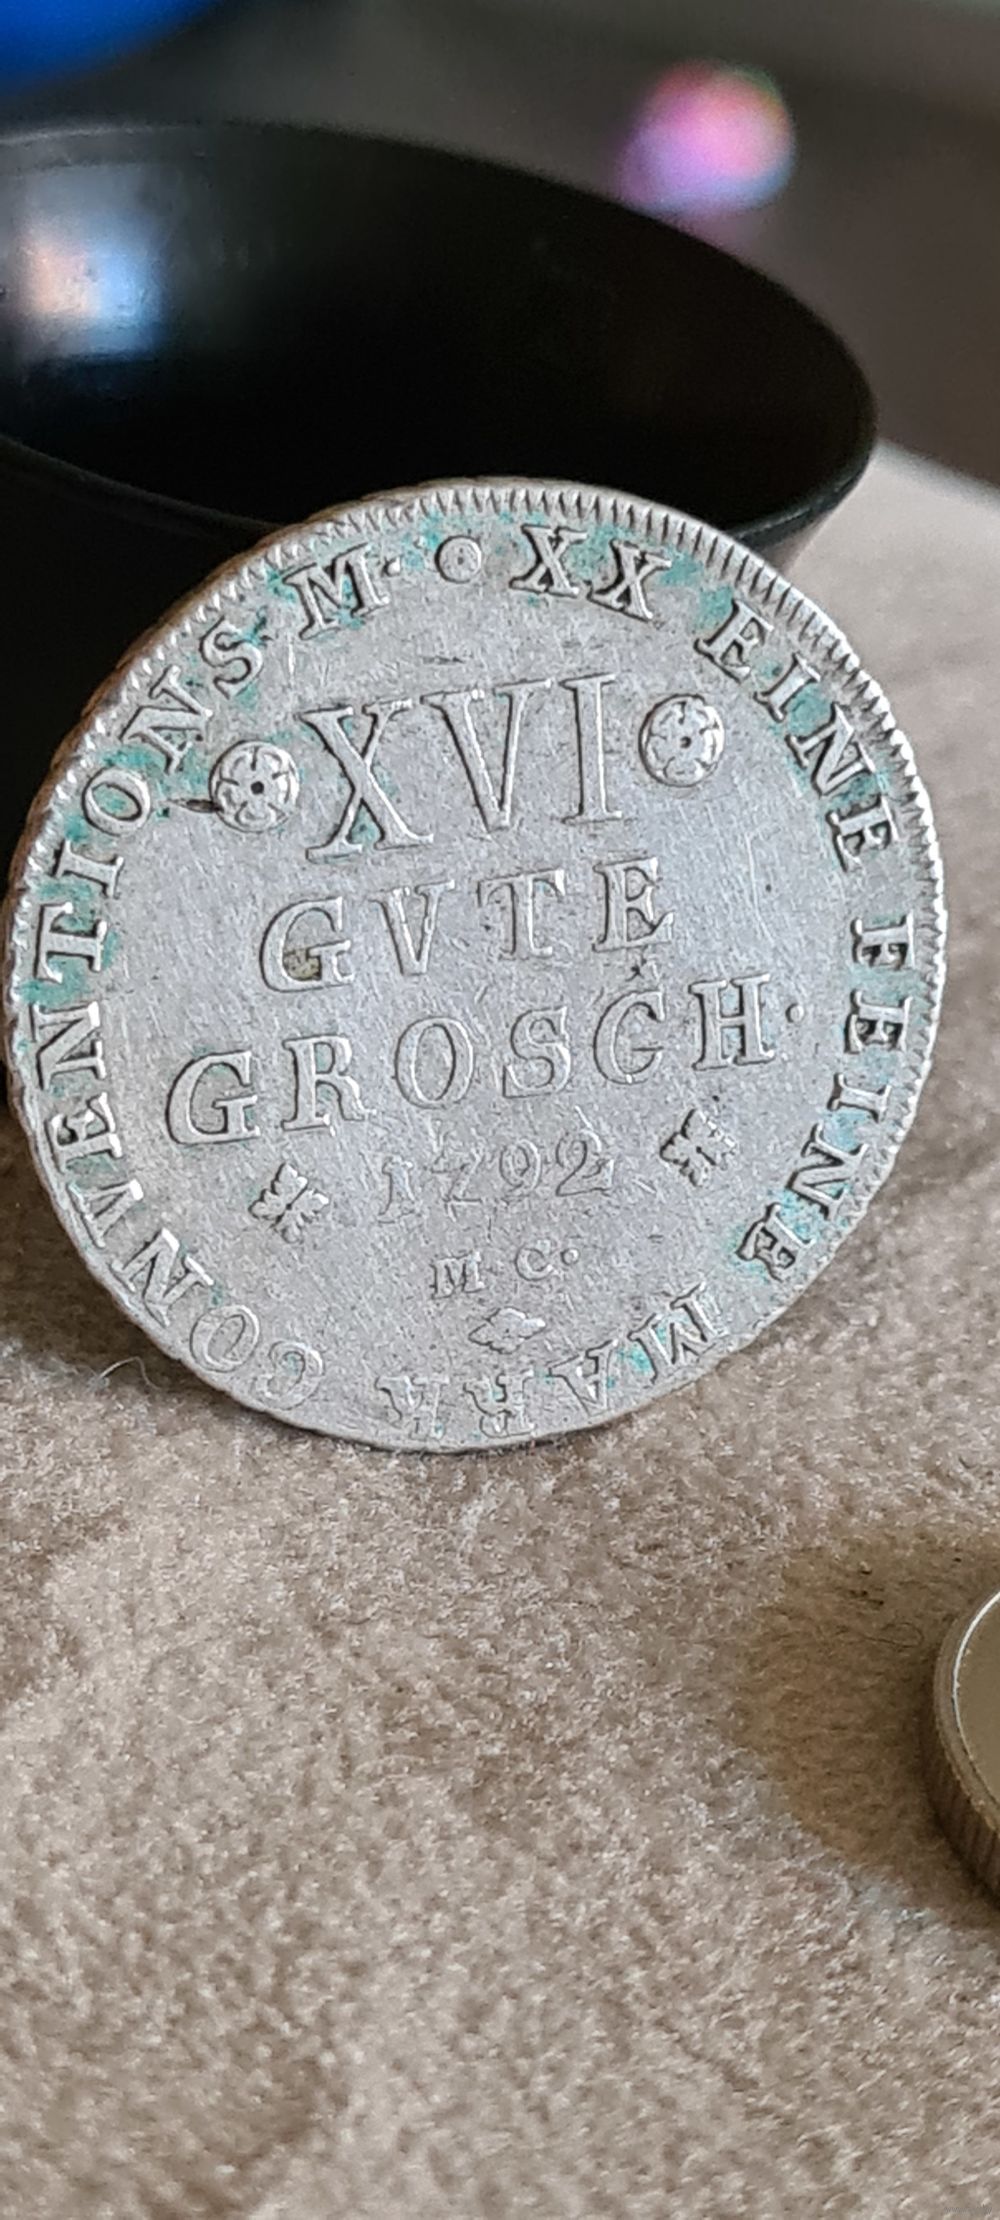 XX EINE FEINE MARK CONVENTIONS M·
XVI
GVTE
GROSCH·
1792
M C·